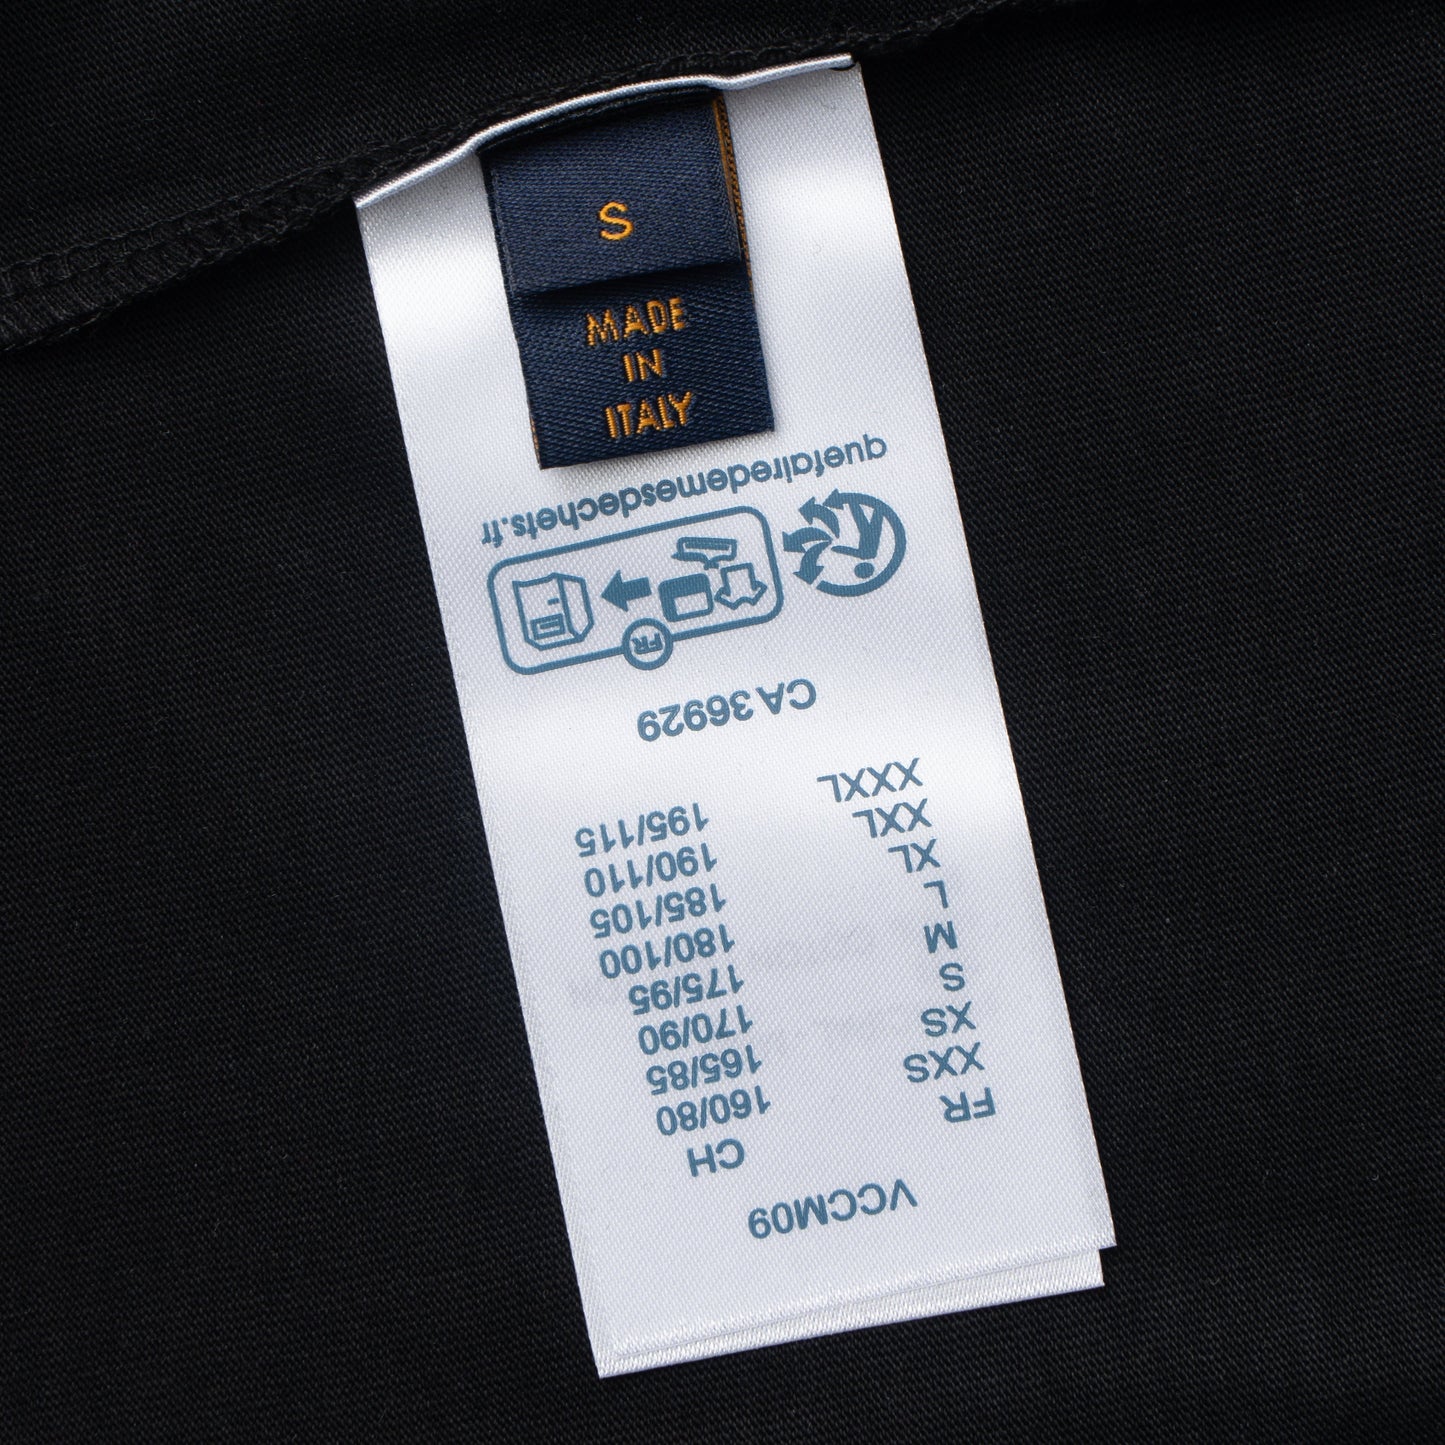 S
MADE
IN
ITALY
VCCM09
FR CH
XXS 160/80
XS 165/85
S 170/90
M 175/95
L 180/100
XL 185/105
XXL 190/110
XXXL 195/115
CA 36929
FR
quefairedemesdechets.fr